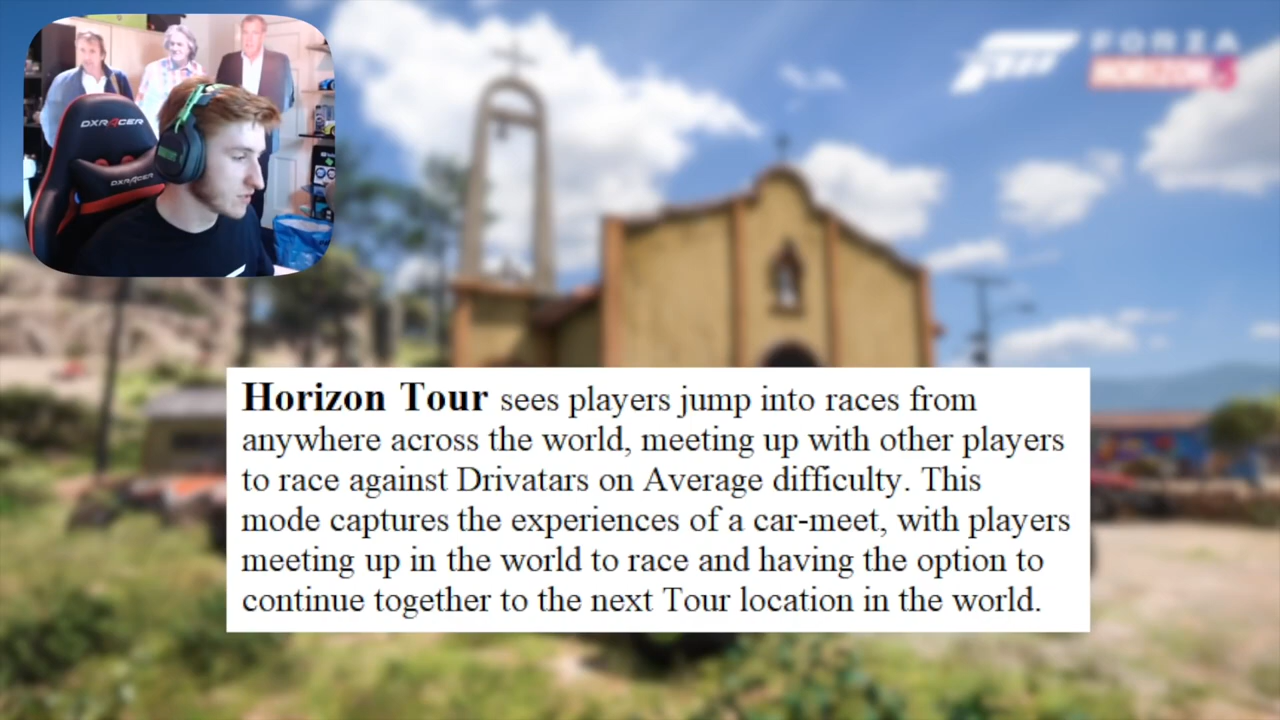 DXRACER
DXRACER
FORZA
HORIZON 5
Horizon Tour sees players jump into races from
anywhere across the world, meeting up with other players
to race against Drivatars on Average difficulty. This
mode captures the experiences of a car-meet, with players
meeting up in the world to race and having the option to
continue together to the next Tour location in the world.